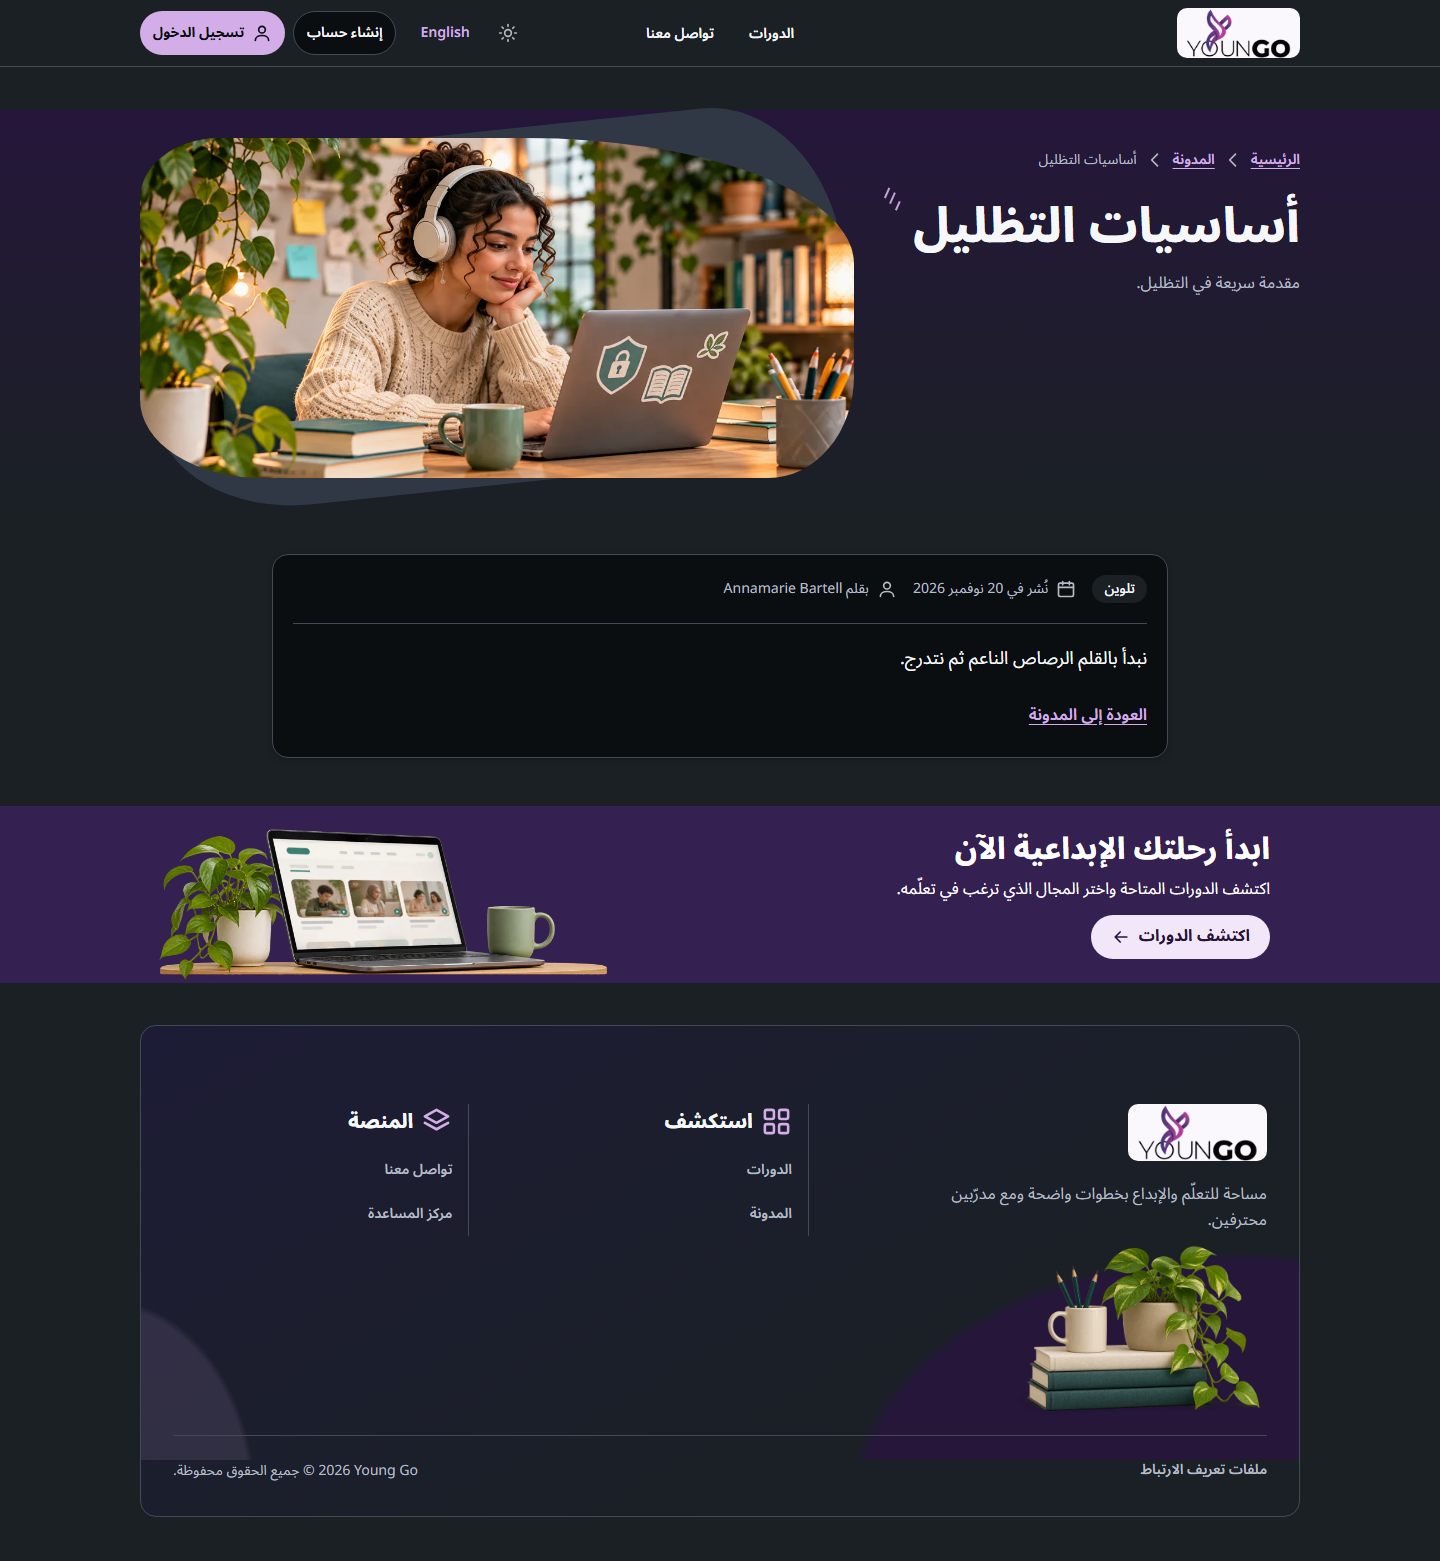 YOUNGO
الدورات
تواصل معنا
English
إنشاء حساب
تسجيل الدخول
الرئيسية
المدونة
أساسيات التظليل
أساسيات التظليل
مقدمة سريعة في التظليل.
تلوين
نُشر في 20 نوفمبر 2026
بقلم Annamarie Bartell
نبدأ بالقلم الرصاص الناعم ثم نتدرج.
العودة إلى المدونة
ابدأ رحلتك الإبداعية الآن
اكتشف الدورات المتاحة واختر المجال الذي ترغب في تعلّمه.
اكتشف الدورات
YOUNGO
مساحة للتعلّم والإبداع بخطوات واضحة ومع مدرّبين
محترفين.
استكشف
الدورات
المدونة
المنصة
تواصل معنا
مركز المساعدة
ملفات تعريف الارتباط
Young Go 2026 © جميع الحقوق محفوظة.